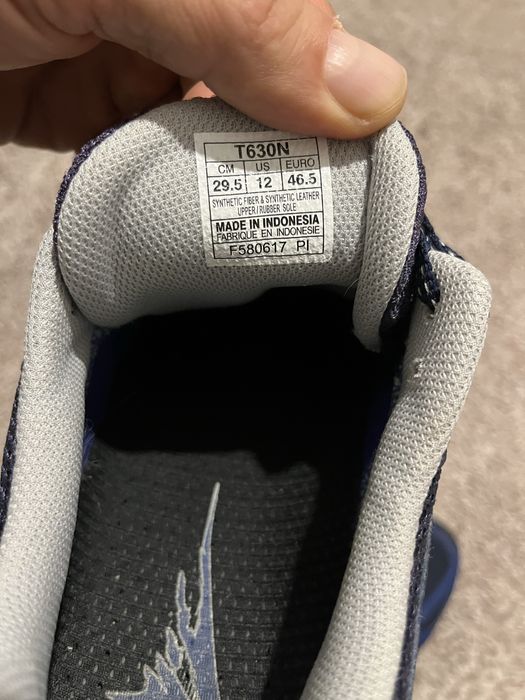 T630N
CM US EURO
29.5 12 46.5
SYNTHETIC FIBER & SYNTHETIC LEATHER
UPPER / RUBBER SOLE
MADE IN INDONESIA
FABRIQUE EN INDONESIE
F580617 PI